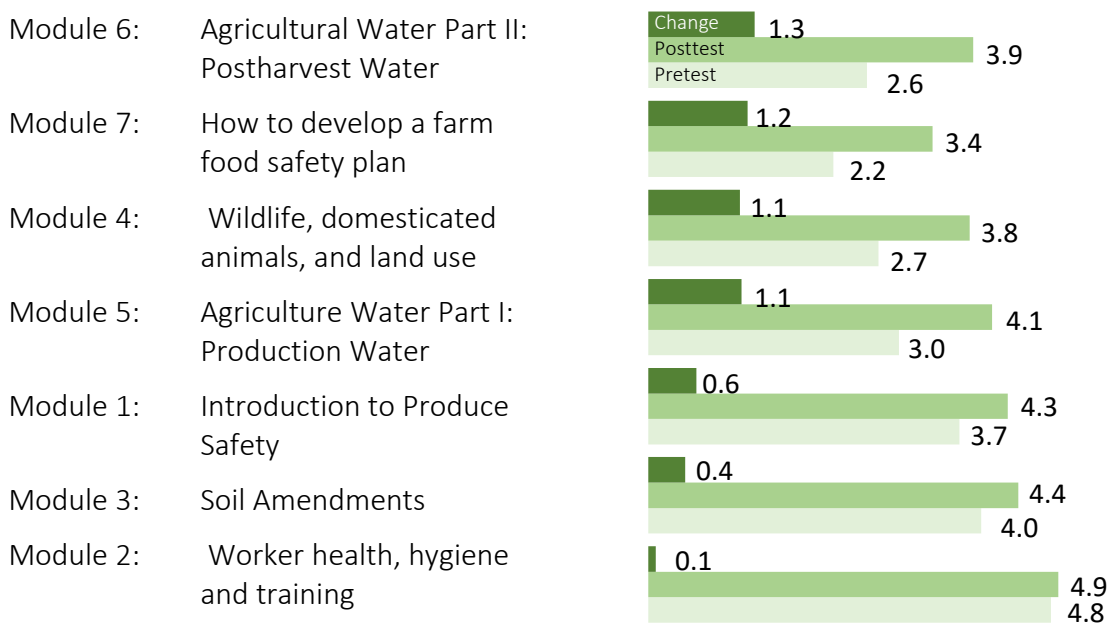 Module 6: Agricultural Water Part II:
Postharvest Water
Change 1.3
Posttest 3.9
Pretest 2.6
Module 7: How to develop a farm
food safety plan
1.2
3.4
2.2
Module 4: Wildlife, domesticated
animals, and land use
1.1
3.8
2.7
Module 5: Agriculture Water Part I:
Production Water
1.1
4.1
3.0
Module 1: Introduction to Produce
Safety
0.6
4.3
3.7
Module 3: Soil Amendments
0.4
4.4
4.0
Module 2: Worker health, hygiene
and training
0.1
4.9
4.8